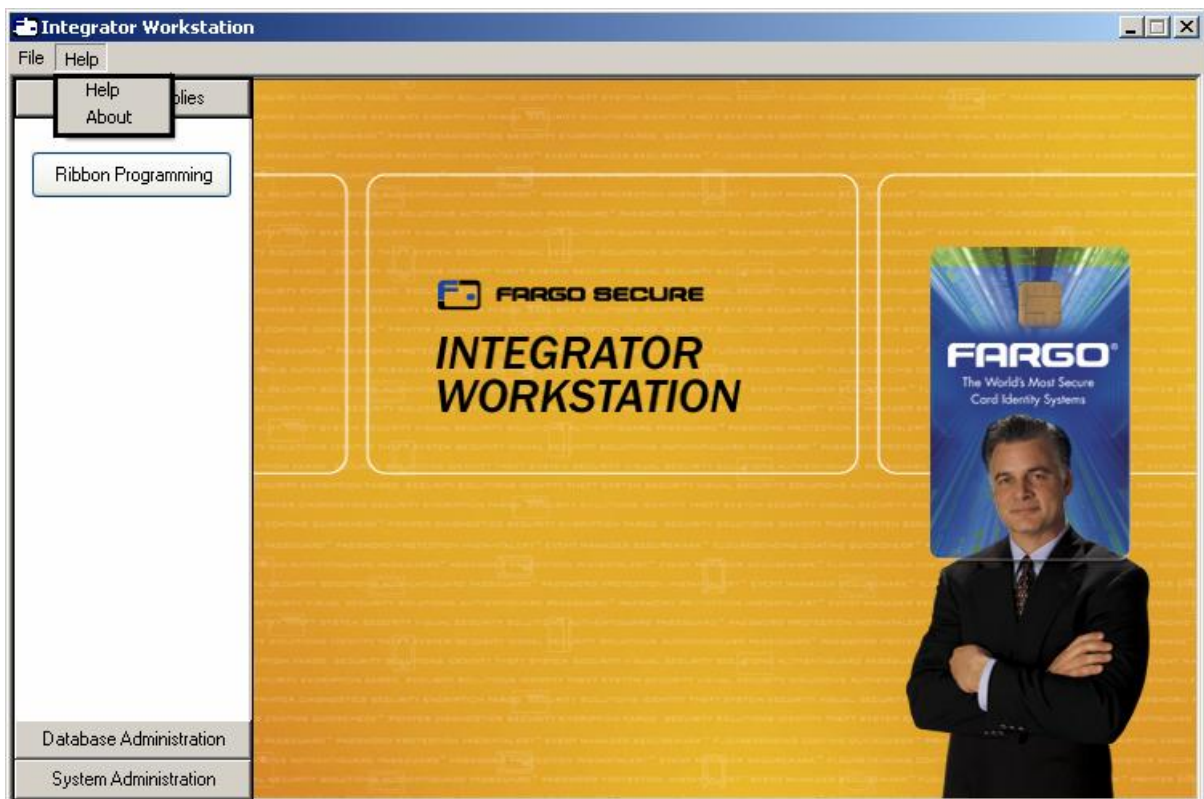 Integrator Workstation
File Help
Help
About
plies
Ribbon Programming
FARGO SECURE
INTEGRATOR
WORKSTATION
FARGO®
The World's Most Secure
Card Identity Systems
Database Administration
System Administration